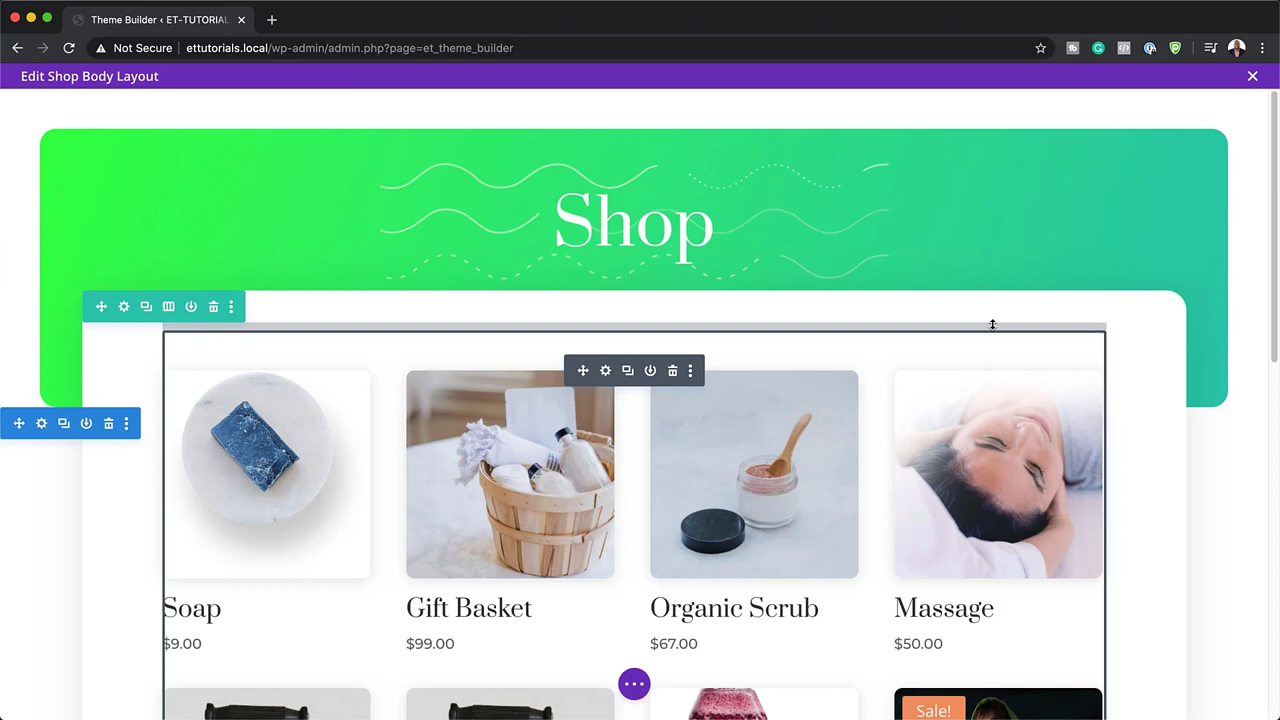 Theme Builder ‹ ET-TUTORIAL
Not Secure
ettutorials.local/wp-admin/admin.php?page=et_theme_builder
Edit Shop Body Layout
Shop
Soap
Gift Basket
Organic Scrub
Massage
$9.00
$99.00
$67.00
$50.00
Sale!